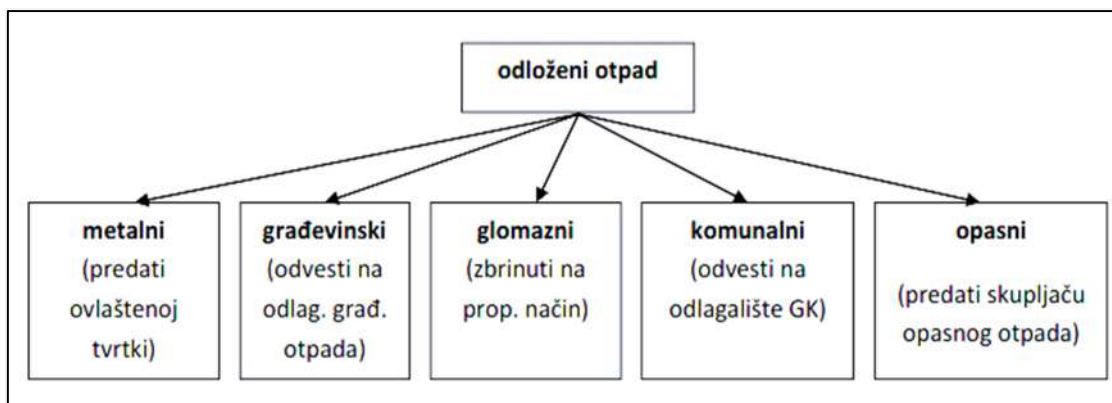 odloženi otpad
metalni
(predati
ovlaštenoj
tvrtki)
građevinski
(odvesti na
odlag. građ.
otpada)
glomazni
(zbrinuti na
prop. način)
komunalni
(odvesti na
odlagalište GK)
opasni
(predati skupljaču
opasnog otpada)